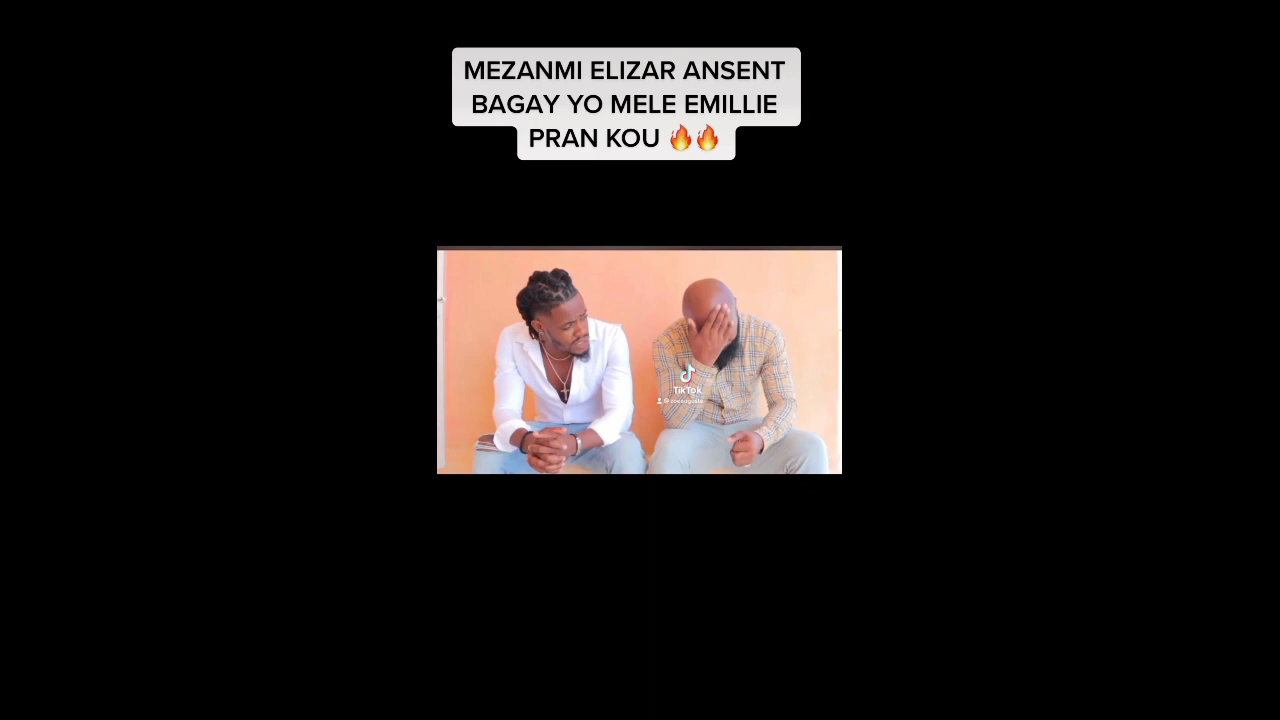 MEZANMI ELIZAR ANSENT
BAGAY YO MELE EMILLIE
PRAN KOU 🔥🔥
TikTok